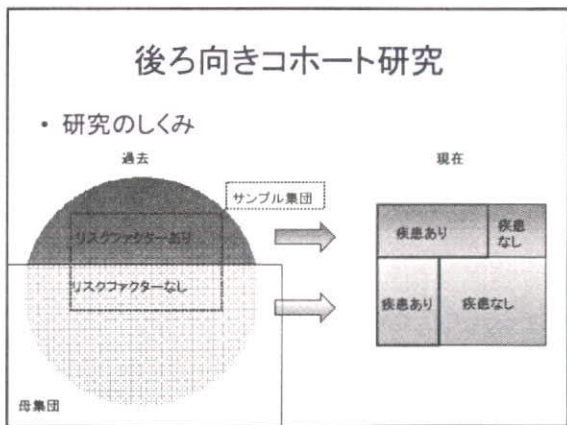 後ろ向きコホート研究
• 研究のしくみ
過去
現在
サンプル集団
リスクファクターあり
リスクファクターなし
疾患あり
疾患
なし
疾患あり
疾患なし
母集団